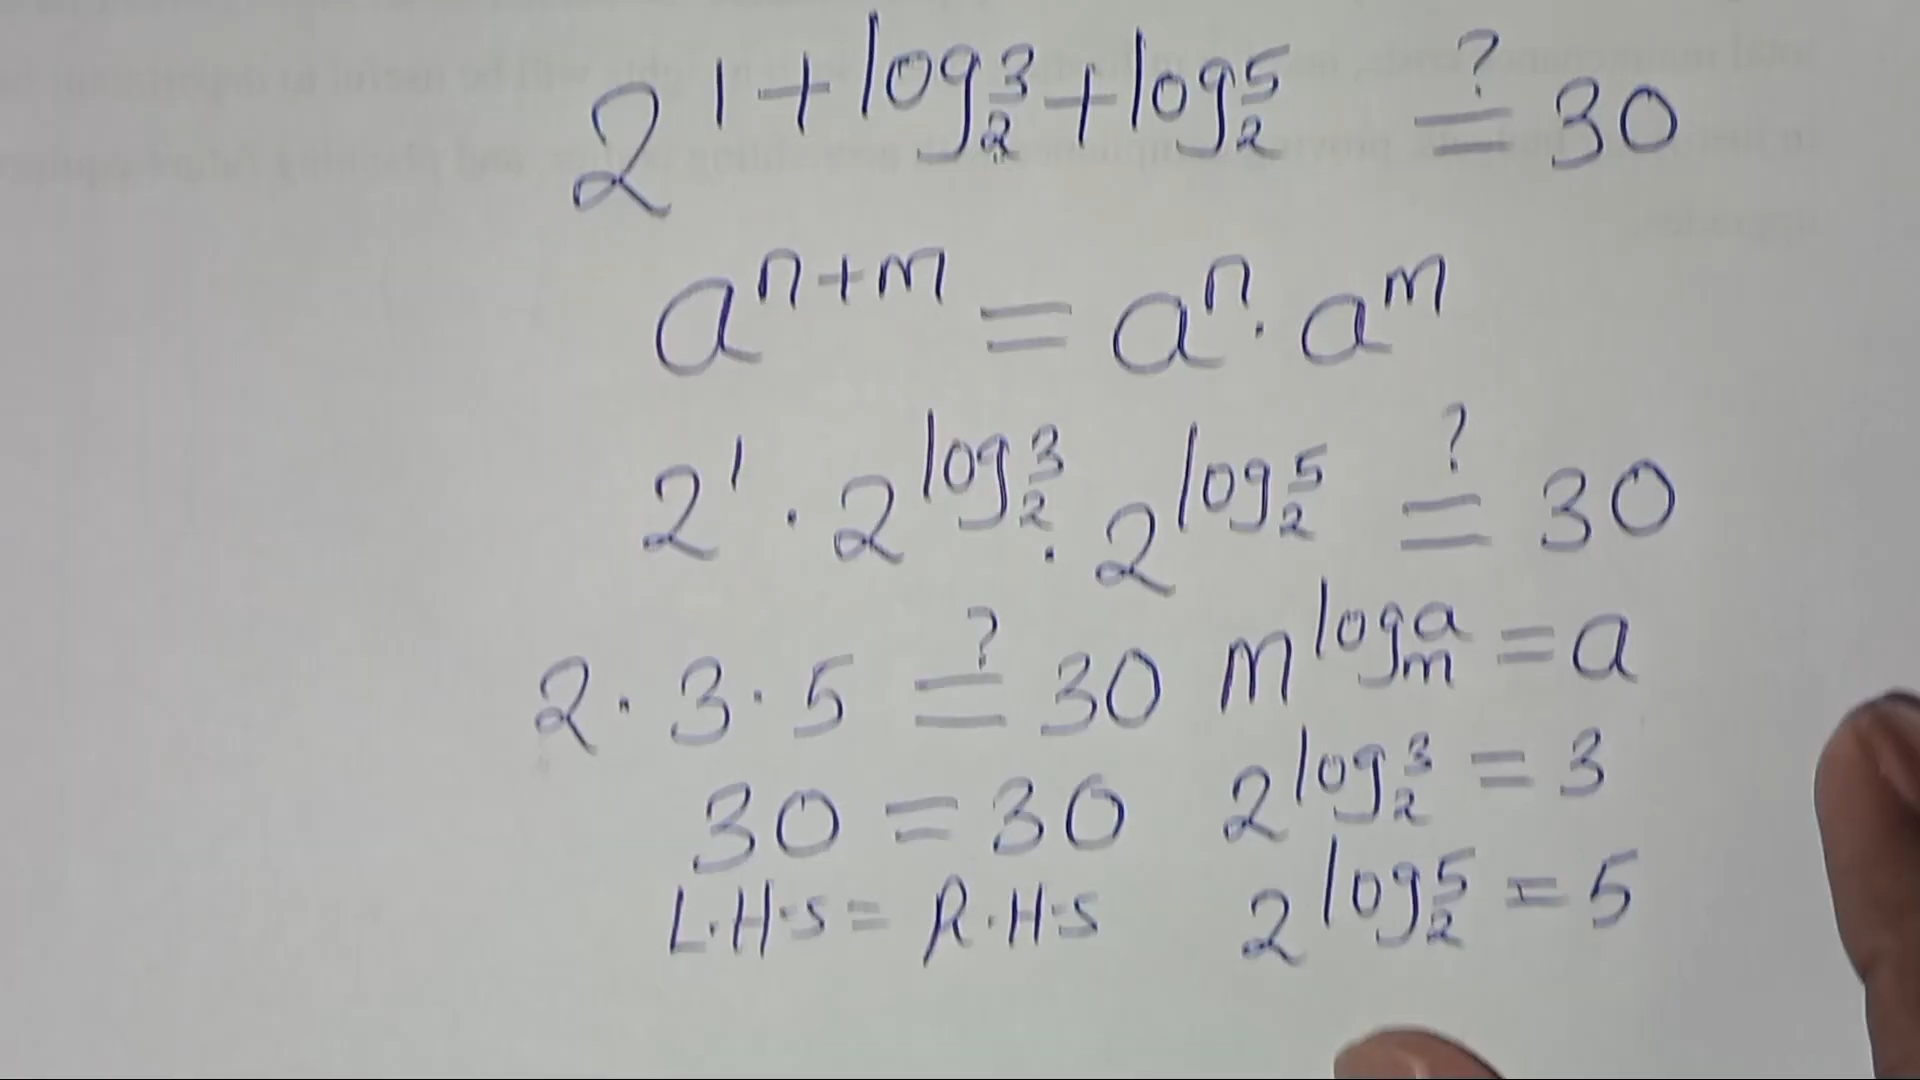 2^{1+log_2^3+log_2^5} ?= 30
a^{n+m} = a^n · a^m
2^1 · 2^{log_2^3} · 2^{log_2^5} ?= 30
2 · 3 · 5 ?= 30
m^{log_m^a} = a
30 = 30
2^{log_2^3} = 3
L.H.S = R.H.S
2^{log_2^5} = 5